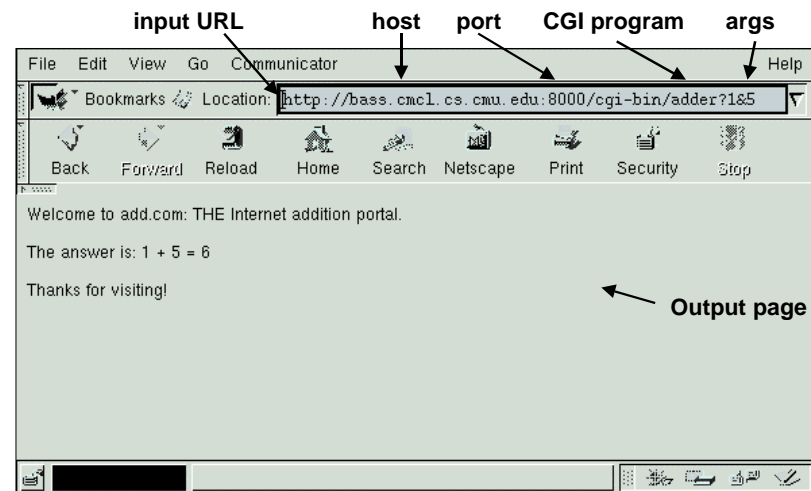 input URL host port CGI program args
File Edit View Go Communicator Help
Bookmarks Location: http://bass.cmcl.cs.cmu.edu:8000/cgi-bin/adder?1&5
Back Forward Reload Home Search Netscape Print Security Stop
Welcome to add.com: THE Internet addition portal.
The answer is: 1 + 5 = 6
Thanks for visiting!
Output page